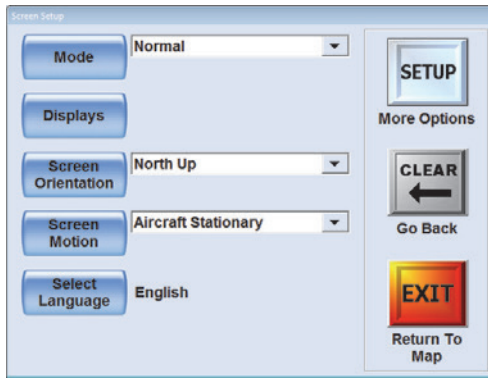 Screen Setup
Mode
Normal
Displays
Screen
Orientation
North Up
Screen
Motion
Aircraft Stationary
Select
Language
English
SETUP
More Options
CLEAR
Go Back
EXIT
Return To
Map